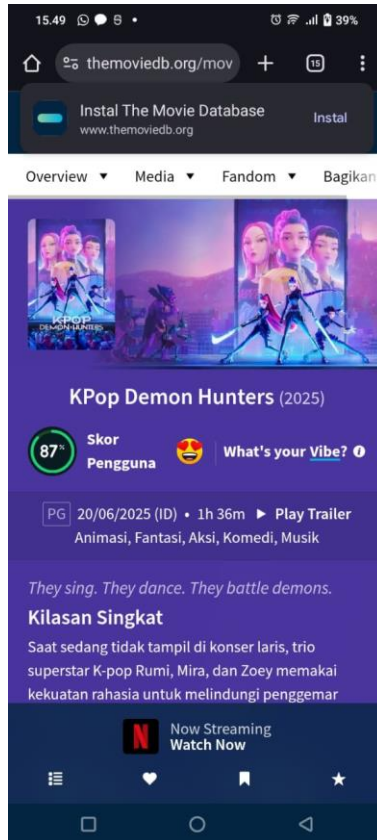 15.49
39%
themoviedb.org/mov
15
Instal The Movie Database
www.themoviedb.org
Instal
Overview ▼ Media ▼ Fandom ▼ Bagikan
KPOP
DEMON HUNTERS
KPop Demon Hunters (2025)
87%
Skor
Pengguna
What's your Vibe?
PG 20/06/2025 (ID) • 1h 36m ▶ Play Trailer
Animasi, Fantasi, Aksi, Komedi, Musik
They sing. They dance. They battle demons.
Kilasan Singkat
Saat sedang tidak tampil di konser laris, trio
superstar K-pop Rumi, Mira, dan Zoey memakai
kekuatan rahasia untuk melindungi penggemar
N
Now Streaming
Watch Now